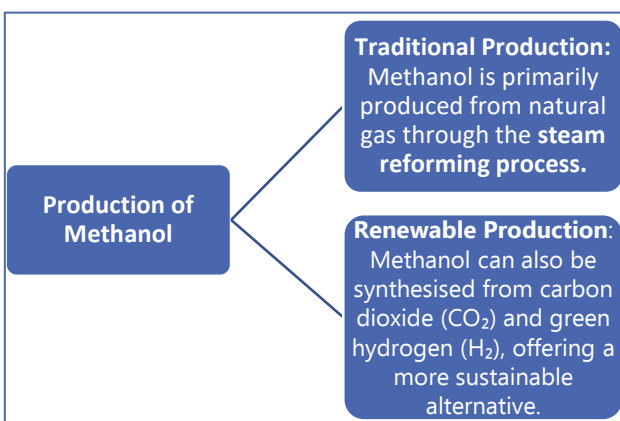 Production of
Methanol
Traditional Production:
Methanol is primarily
produced from natural
gas through the steam
reforming process.
Renewable Production:
Methanol can also be
synthesised from carbon
dioxide (CO₂) and green
hydrogen (H₂), offering a
more sustainable
alternative.